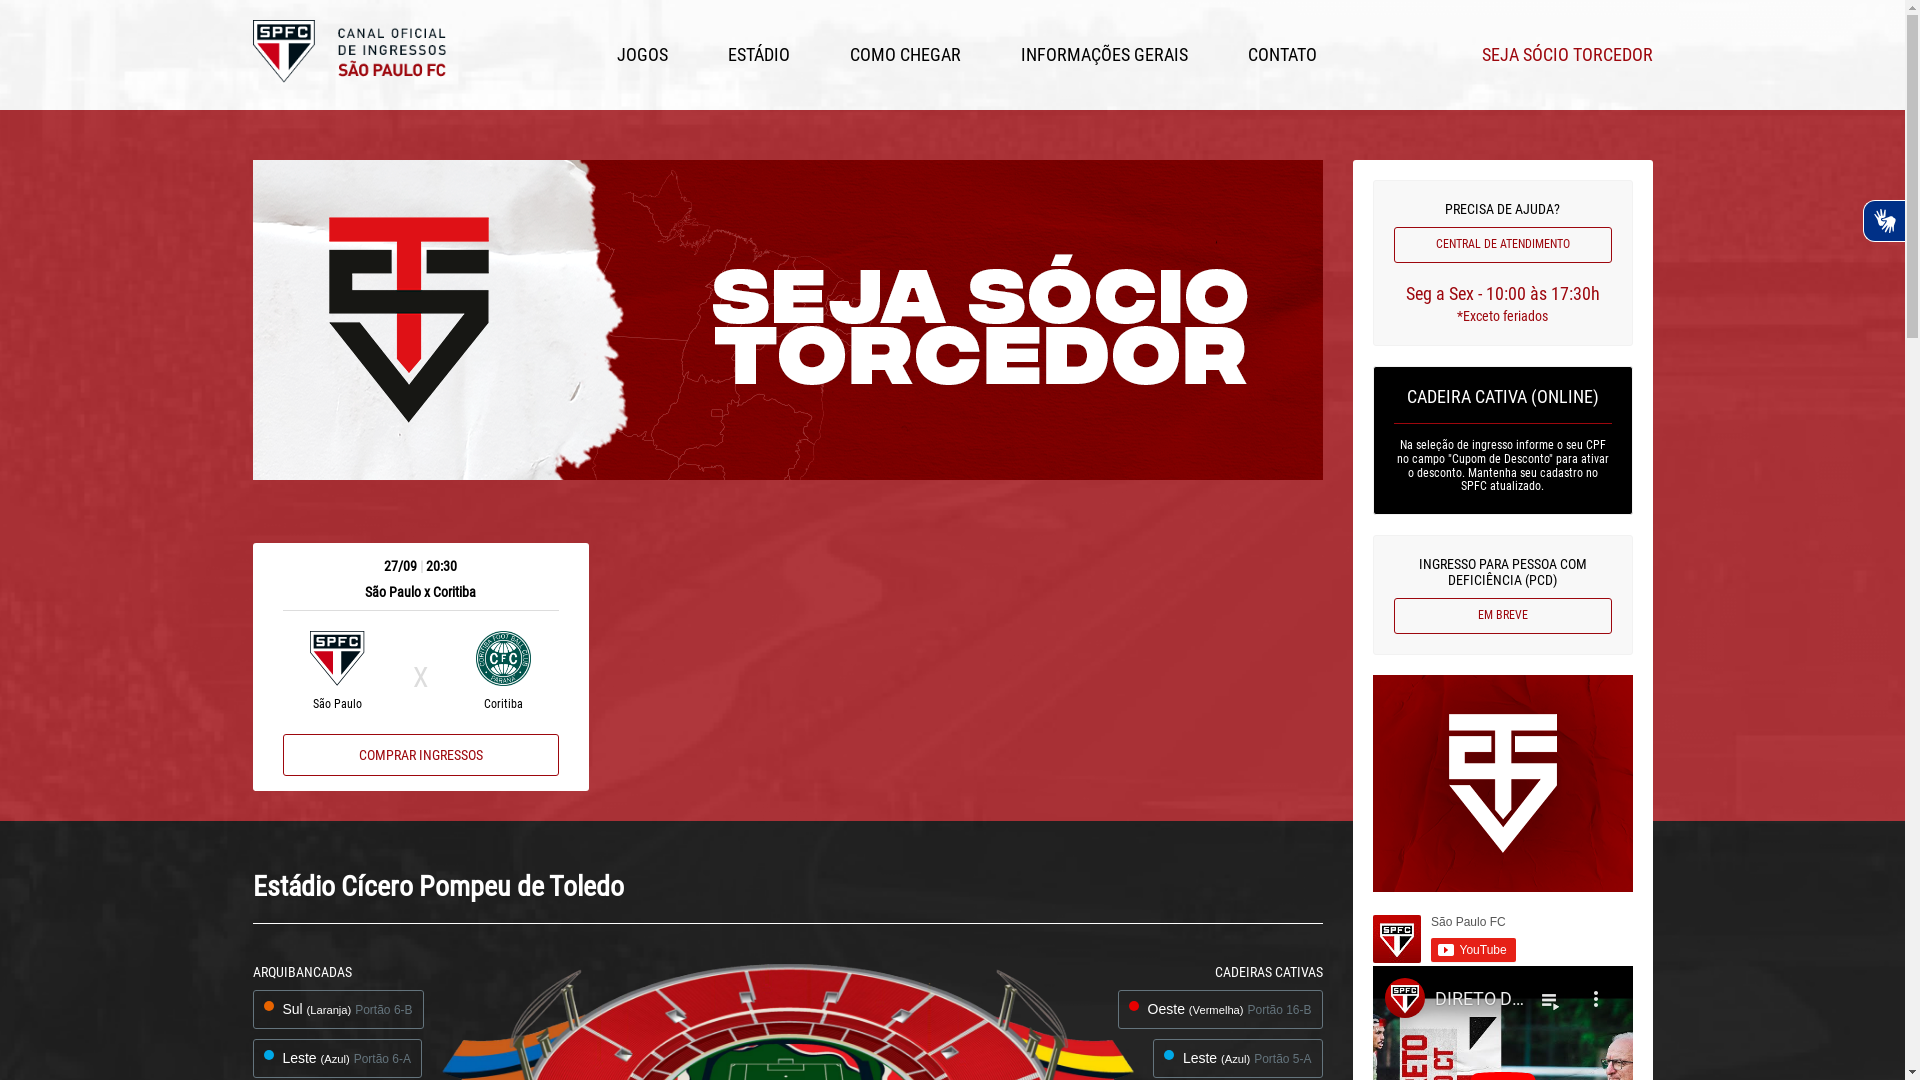 SPFC
CANAL OFICIAL
DE INGRESSOS
SÃO PAULO FC
JOGOS
ESTÁDIO
COMO CHEGAR
INFORMAÇÕES GERAIS
CONTATO
SEJA SÓCIO TORCEDOR
SEJA SÓCIO
TORCEDOR
PRECISA DE AJUDA?
CENTRAL DE ATENDIMENTO
Seg a Sex - 10:00 às 17:30h
*Exceto feriados
CADEIRA CATIVA (ONLINE)
Na seleção de ingresso informe o seu CPF
no campo "Cupom de Desconto" para ativar
o desconto. Mantenha seu cadastro no
SPFC atualizado.
INGRESSO PARA PESSOA COM
DEFICIÊNCIA (PCD)
EM BREVE
27/09 | 20:30
São Paulo x Coritiba
SPFC
X
CFC
São Paulo
Coritiba
COMPRAR INGRESSOS
Estádio Cícero Pompeu de Toledo
ARQUIBANCADAS
Sul (Laranja) Portão 6-B
Leste (Azul) Portão 6-A
CADEIRAS CATIVAS
Oeste (Vermelha) Portão 16-B
Leste (Azul) Portão 5-A
SPFC
São Paulo FC
YouTube
SPFC
DIRETO D...